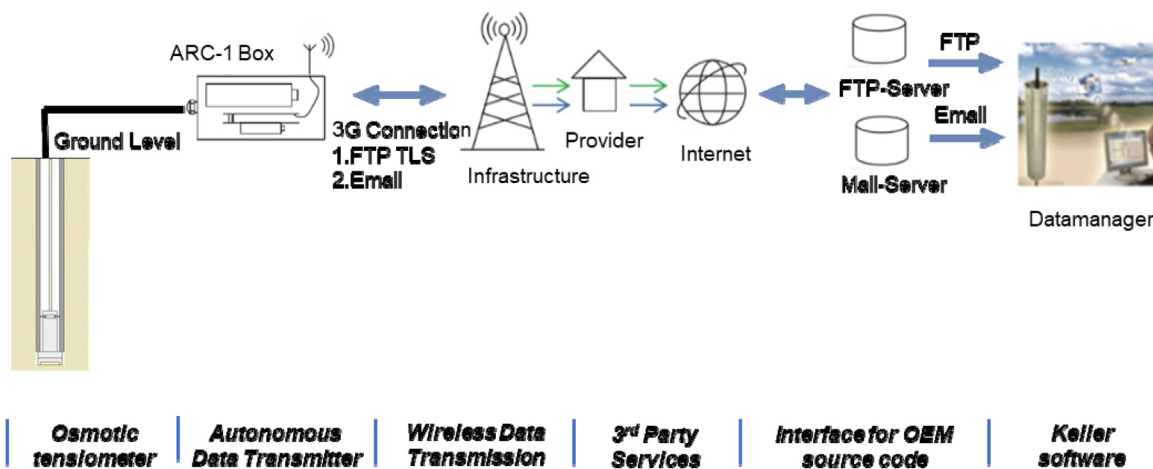 ARC-1 Box
Ground Level
3G Connection
1.FTP TLS
2.Email
Infrastructure
Provider
Internet
FTP-Server
Mail-Server
FTP
Email
Datamanager
Osmotic
tensiometer
Autonomous
Data Transmitter
Wireless Data
Transmission
3rd Party
Services
Interface for OEM
source code
Keller
software